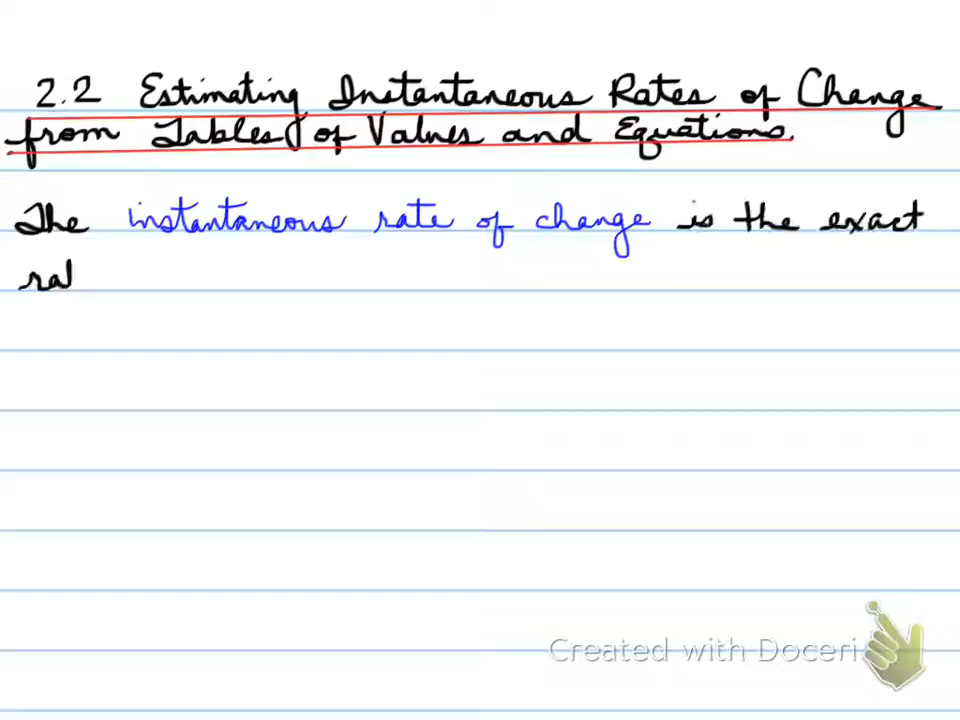 2.2 Estimating Instantaneous Rates of Change
from Tables of Values and Equations.
The instantaneous rate of change is the exact
Created with Doceri